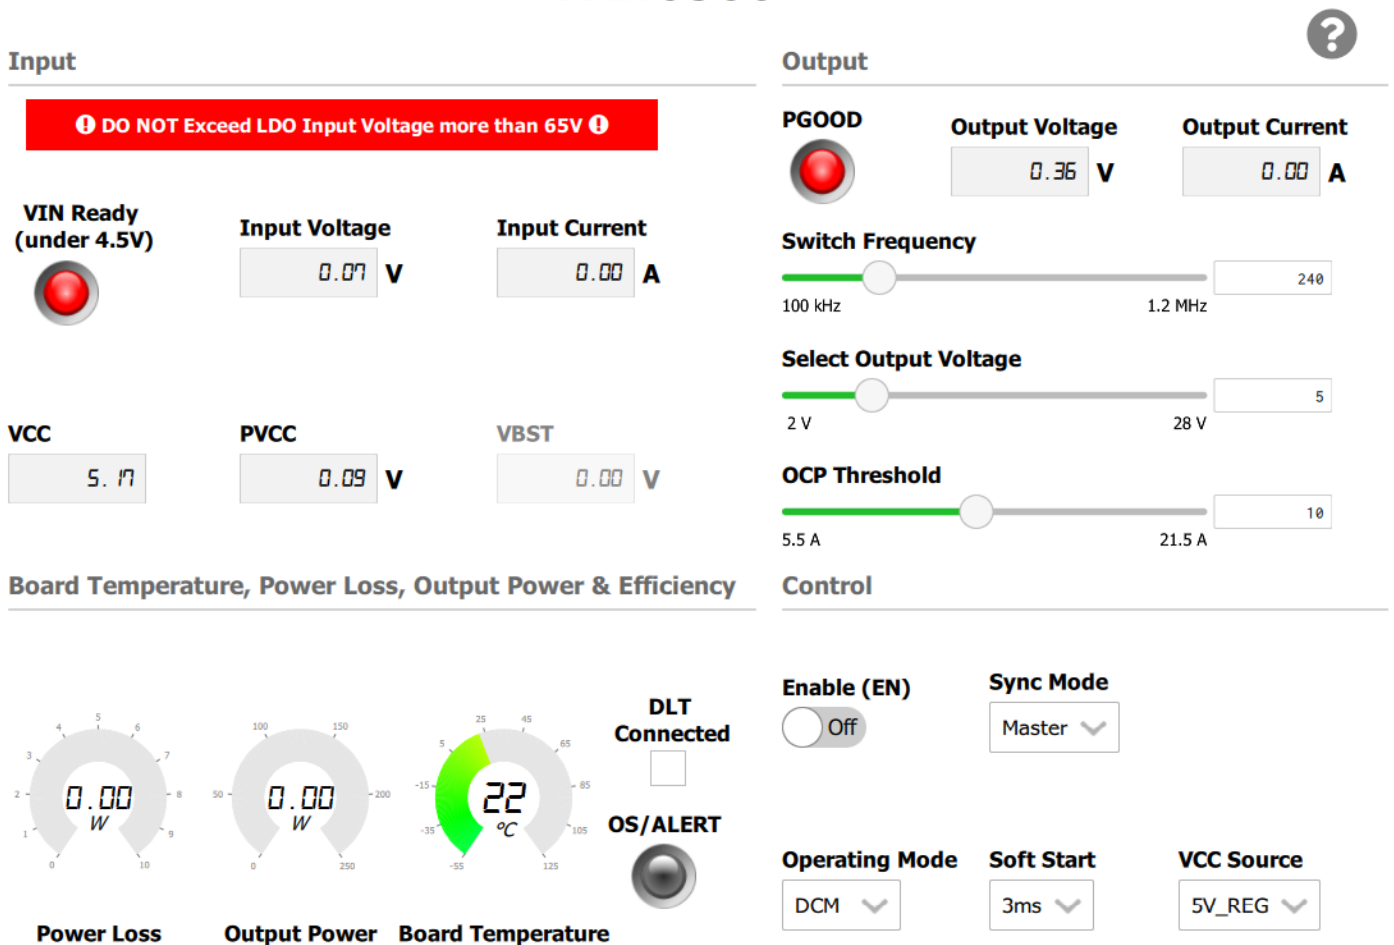 Input
DO NOT Exceed LDO Input Voltage more than 65V
VIN Ready
(under 4.5V)
Input Voltage
0.07 V
Input Current
0.00 A
VCC
5.17
PVCC
0.09 V
VBST
0.00 V
Output
?
PGOOD
Output Voltage
0.36 V
Output Current
0.00 A
Switch Frequency
240
100 kHz
1.2 MHz
Select Output Voltage
5
2 V
28 V
OCP Threshold
10
5.5 A
21.5 A
Board Temperature, Power Loss, Output Power & Efficiency
0 1 2 3 4 5 6 7 8 9 10
0.00
W
Power Loss
0 50 100 150 200 250
0.00
W
Output Power
-55 -35 -15 5 25 45 65 85 105 125
22
°C
Board Temperature
DLT
Connected
OS/ALERT
Control
Enable (EN)
Off
Sync Mode
Master
Operating Mode
DCM
Soft Start
3ms
VCC Source
5V_REG